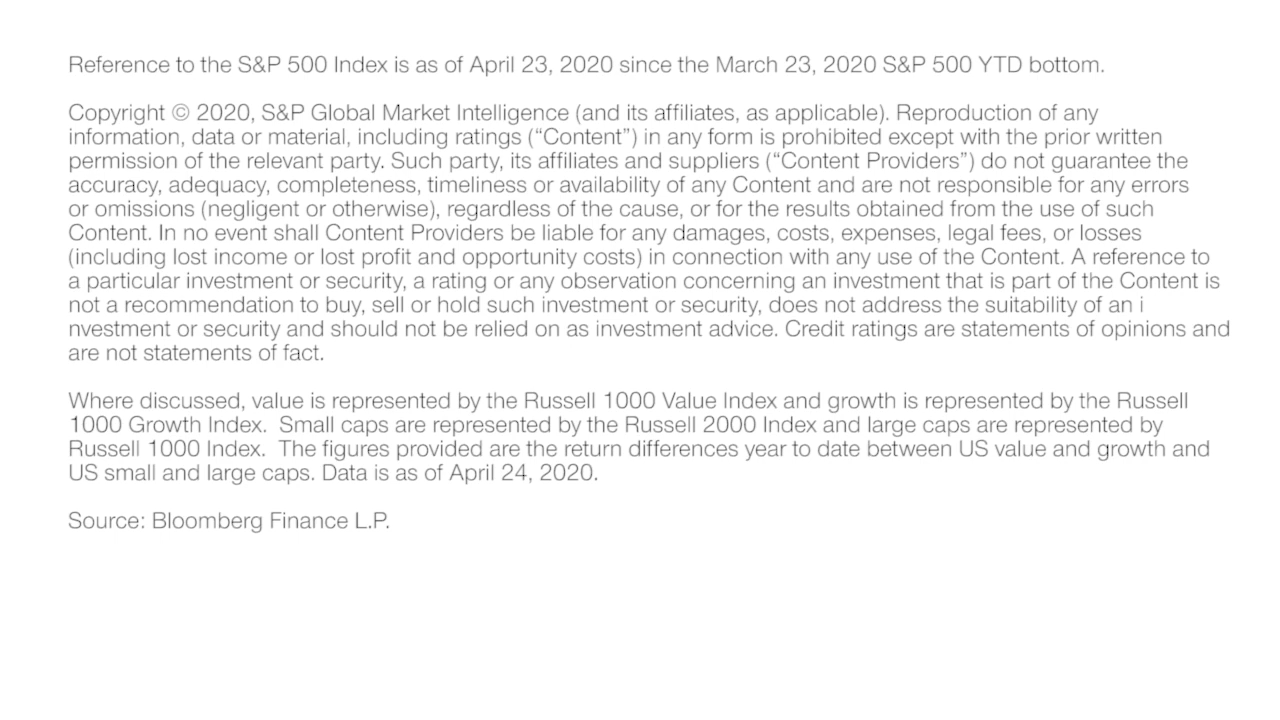 Reference to the S&P 500 Index is as of April 23, 2020 since the March 23, 2020 S&P 500 YTD bottom.
Copyright © 2020, S&P Global Market Intelligence (and its affiliates, as applicable). Reproduction of any
information, data or material, including ratings (“Content”) in any form is prohibited except with the prior written
permission of the relevant party. Such party, its affiliates and suppliers (“Content Providers”) do not guarantee the
accuracy, adequacy, completeness, timeliness or availability of any Content and are not responsible for any errors
or omissions (negligent or otherwise), regardless of the cause, or for the results obtained from the use of such
Content. In no event shall Content Providers be liable for any damages, costs, expenses, legal fees, or losses
(including lost income or lost profit and opportunity costs) in connection with any use of the Content. A reference to
a particular investment or security, a rating or any observation concerning an investment that is part of the Content is
not a recommendation to buy, sell or hold such investment or security, does not address the suitability of an i
nvestment or security and should not be relied on as investment advice. Credit ratings are statements of opinions and
are not statements of fact.
Where discussed, value is represented by the Russell 1000 Value Index and growth is represented by the Russell
1000 Growth Index.  Small caps are represented by the Russell 2000 Index and large caps are represented by
Russell 1000 Index.  The figures provided are the return differences year to date between US value and growth and
US small and large caps. Data is as of April 24, 2020.
Source: Bloomberg Finance L.P.